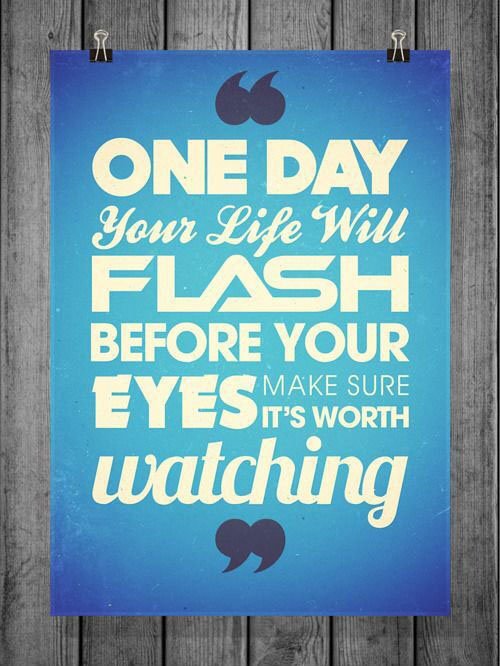 “
ONE DAY
Your Life Will
FLASH
BEFORE YOUR
EYES MAKE SURE
IT'S WORTH
watching
”